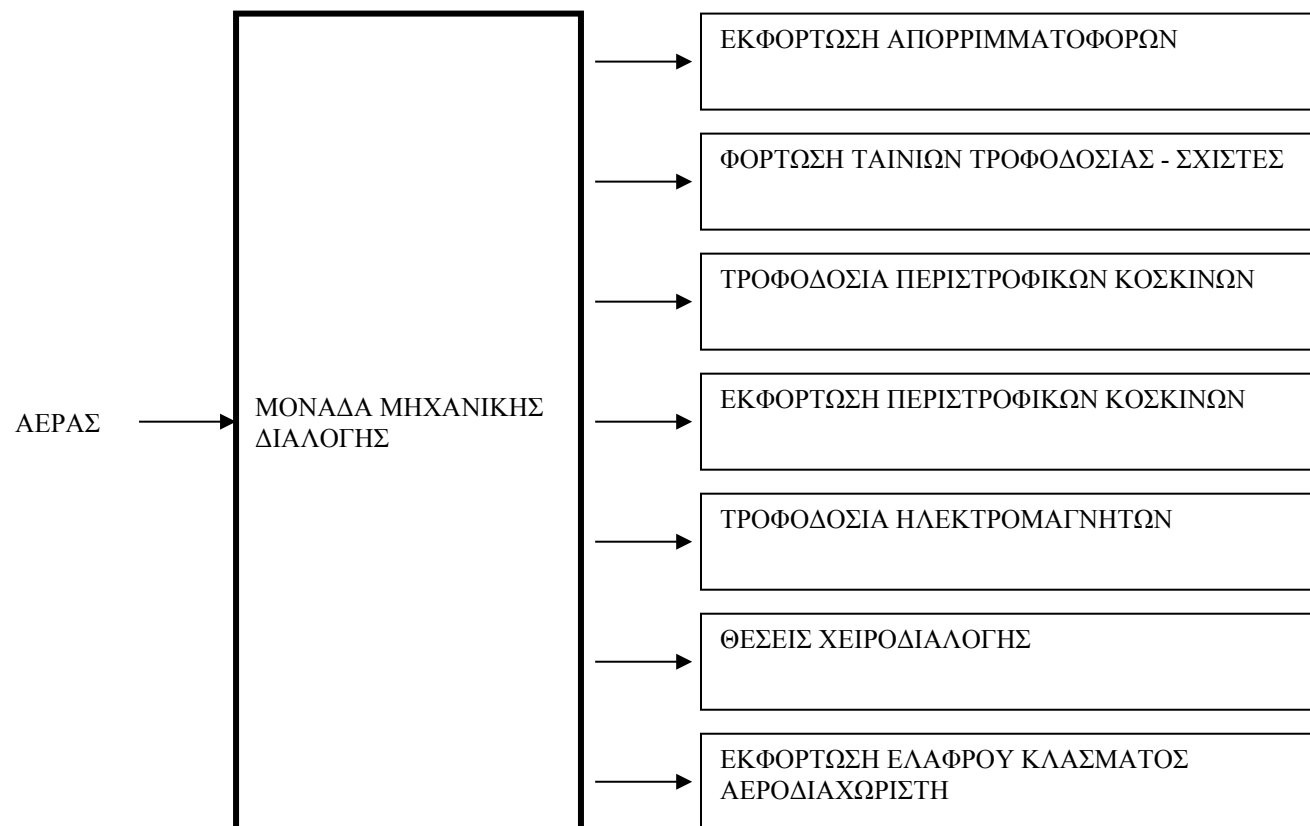 ΕΚΦΟΡΤΩΣΗ ΑΠΟΡΡΙΜΜΑΤΟΦΟΡΩΝ
ΦΟΡΤΩΣΗ ΤΑΙΝΙΩΝ ΤΡΟΦΟΔΟΣΙΑΣ - ΣΧΙΣΤΕΣ
ΤΡΟΦΟΔΟΣΙΑ ΠΕΡΙΣΤΡΟΦΙΚΩΝ ΚΟΣΚΙΝΩΝ
ΑΕΡΑΣ
ΜΟΝΑΔΑ ΜΗΧΑΝΙΚΗΣ
ΔΙΑΛΟΓΗΣ
ΕΚΦΟΡΤΩΣΗ ΠΕΡΙΣΤΡΟΦΙΚΩΝ ΚΟΣΚΙΝΩΝ
ΤΡΟΦΟΔΟΣΙΑ ΗΛΕΚΤΡΟΜΑΓΝΗΤΩΝ
ΘΕΣΕΙΣ ΧΕΙΡΟΔΙΑΛΟΓΗΣ
ΕΚΦΟΡΤΩΣΗ ΕΛΑΦΡΟΥ ΚΛΑΣΜΑΤΟΣ
ΑΕΡΟΔΙΑΧΩΡΙΣΤΗ